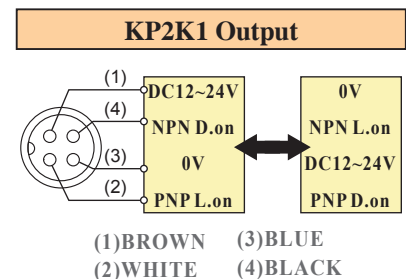 KP2K1 Output
(1) DC12~24V
(4) NPN D.on
(3) 0V
(2) PNP L.on
0V
NPN L.on
DC12~24V
PNP D.on
(1)BROWN (3)BLUE
(2)WHITE (4)BLACK